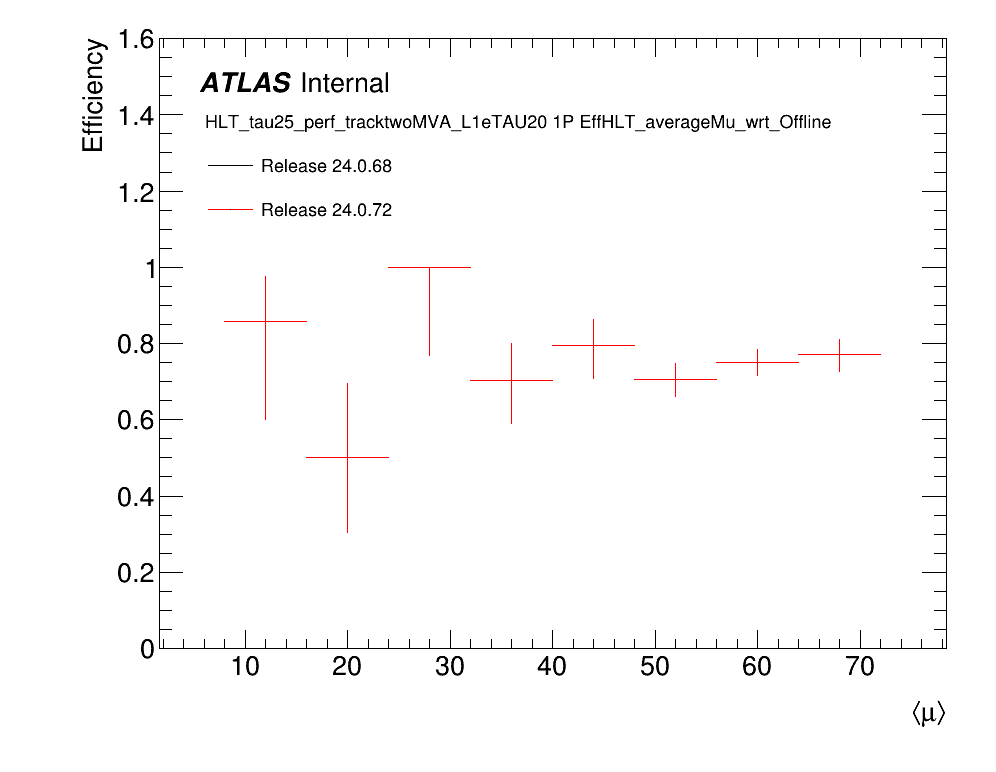 1.6
Efficiency
ATLAS Internal
1.4
HLT_tau25_perf_tracktwoMVA_L1eTAU20 1P EffHLT_averageMu_wrt_Offline
Release 24.0.68
1.2
Release 24.0.72
1
0.8
0.6
0.4
0.2
0
10 20 30 40 50 60 70
⟨μ⟩